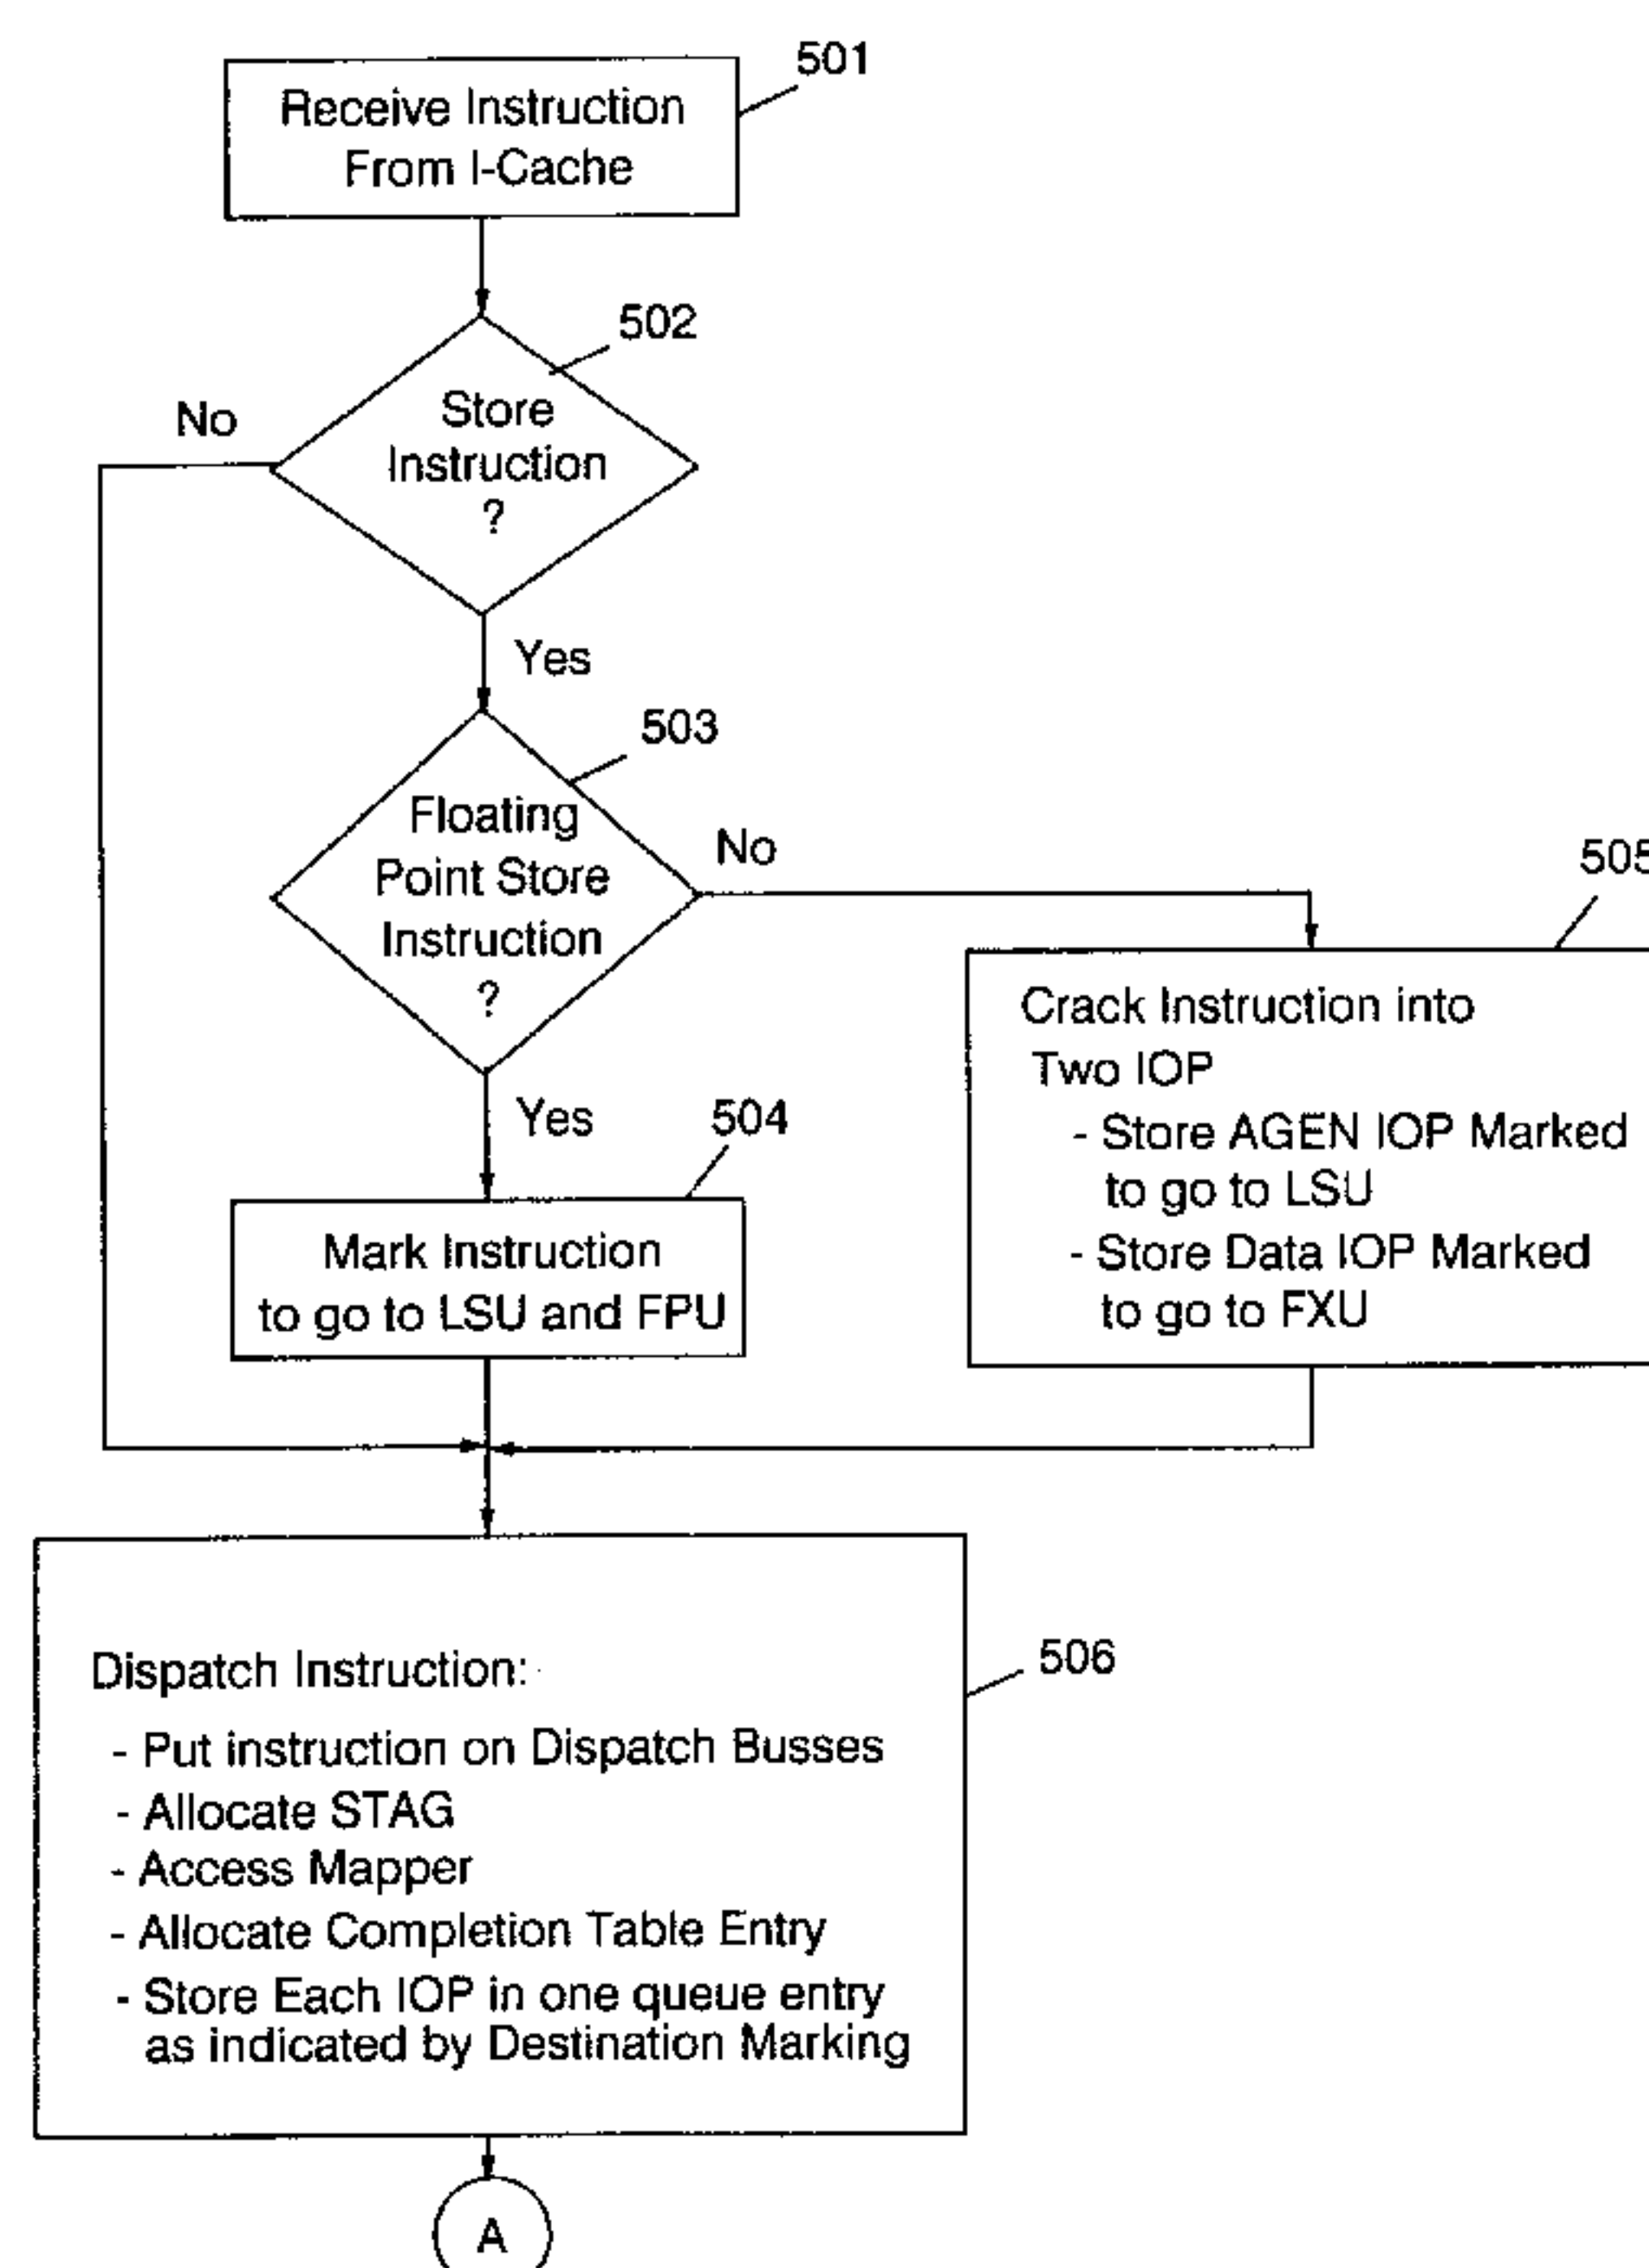 501
Receive Instruction
From I-Cache
502
No
Store
Instruction
?
Yes
503
Floating
Point Store
Instruction
?
No
505
Crack Instruction into
Two IOP
- Store AGEN IOP Marked
to go to LSU
- Store Data IOP Marked
to go to FXU
Yes
504
Mark Instruction
to go to LSU and FPU
506
Dispatch Instruction:
- Put instruction on Dispatch Busses
- Allocate STAG
- Access Mapper
- Allocate Completion Table Entry
- Store Each IOP in one queue entry
as indicated by Destination Marking
A